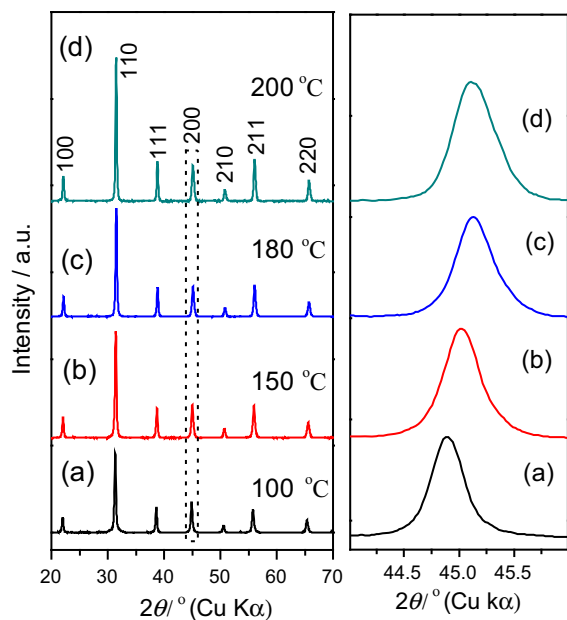 (d)
110
200 °C
100
111
200
210
211
220
(c)
180 °C
(b)
150 °C
(a)
100 °C
Intensity / a.u.
20 30 40 50 60 70
2θ/ ° (Cu Kα)
(d)
(c)
(b)
(a)
44.5 45.0 45.5
2θ/ ° (Cu kα)